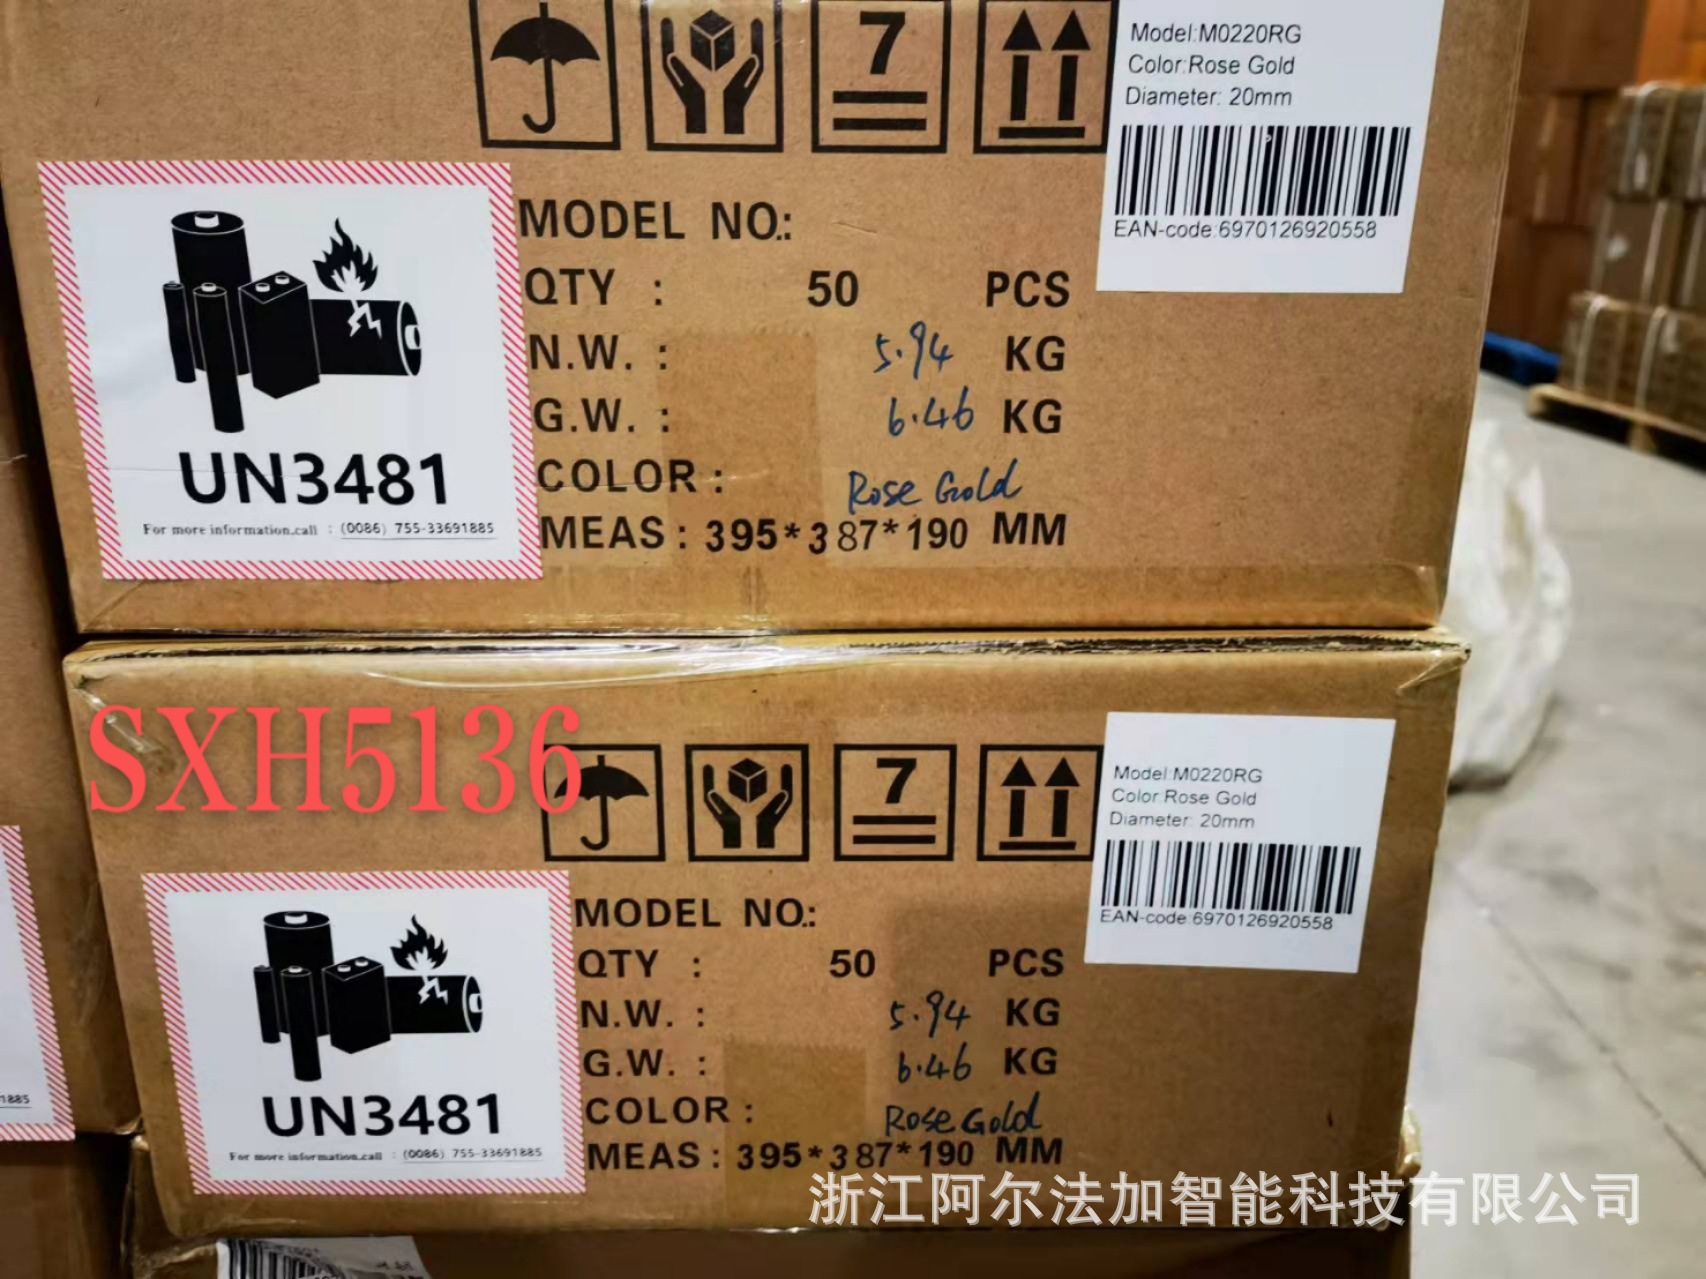 7
Model:M0220RG
Color:Rose Gold
Diameter: 20mm
EAN-code:6970126920558
MODEL NO.:
QTY : 50 PCS
N.W. : 5.94 KG
G.W. : 6.46 KG
COLOR : Rose Gold
MEAS : 395*387*190 MM
UN3481
For more information.call : (0086) 755-33691885
SXH5136
7
Model:M0220RG
Color:Rose Gold
Diameter: 20mm
EAN-code:6970126920558
MODEL NO.:
QTY : 50 PCS
N.W. : 5.94 KG
G.W. : 6.46 KG
COLOR : Rose Gold
MEAS : 395*387*190 MM
UN3481
For more information.call : (0086) 755-33691885
1885
浙江阿尔法加智能科技有限公司